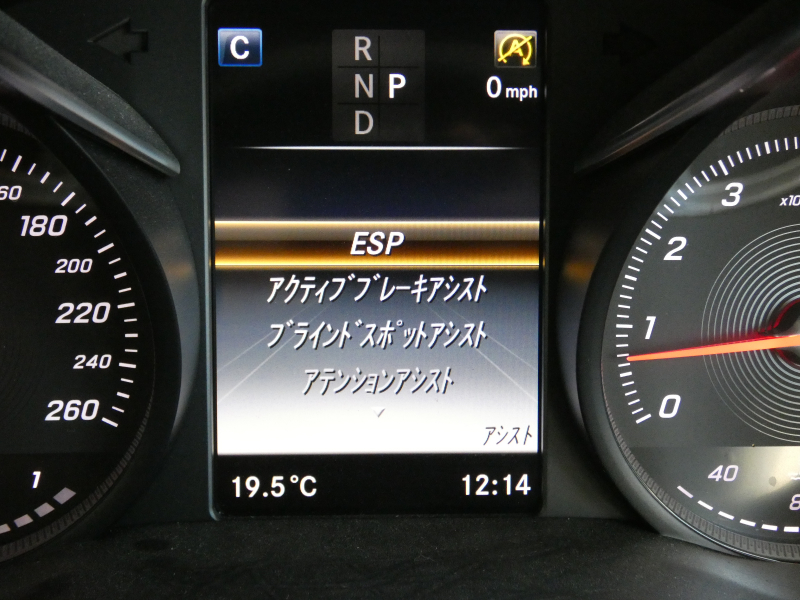 C
R
N P
D
A
0 mph
ESP
アクティブブレーキアシスト
ブラインドスポットアシスト
アテンションアシスト
アシスト
19.5℃
12:14
60
180
200
220
240
260
1
3
x10
2
1
0
40